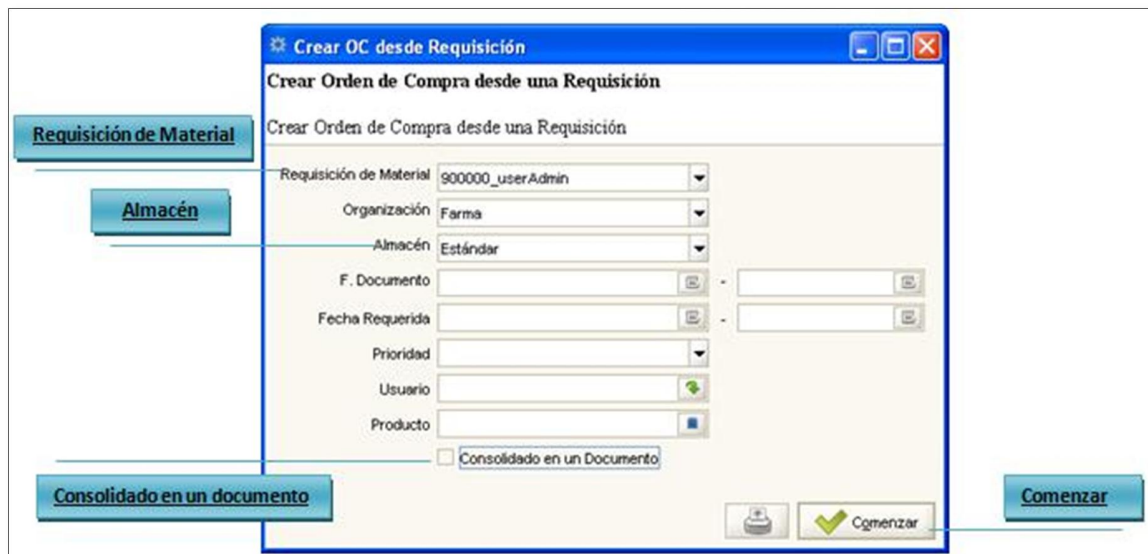 Crear OC desde Requisición
Crear Orden de Compra desde una Requisición
Crear Orden de Compra desde una Requisición
Requisición de Material
Requisición de Material 900000_userAdmin
Almacén
Organización Farma
Almacén Estándar
F. Documento -
Fecha Requerida -
Prioridad
Usuario
Producto
Consolidado en un Documento
Consolidado en un documento
Comenzar
Comenzar